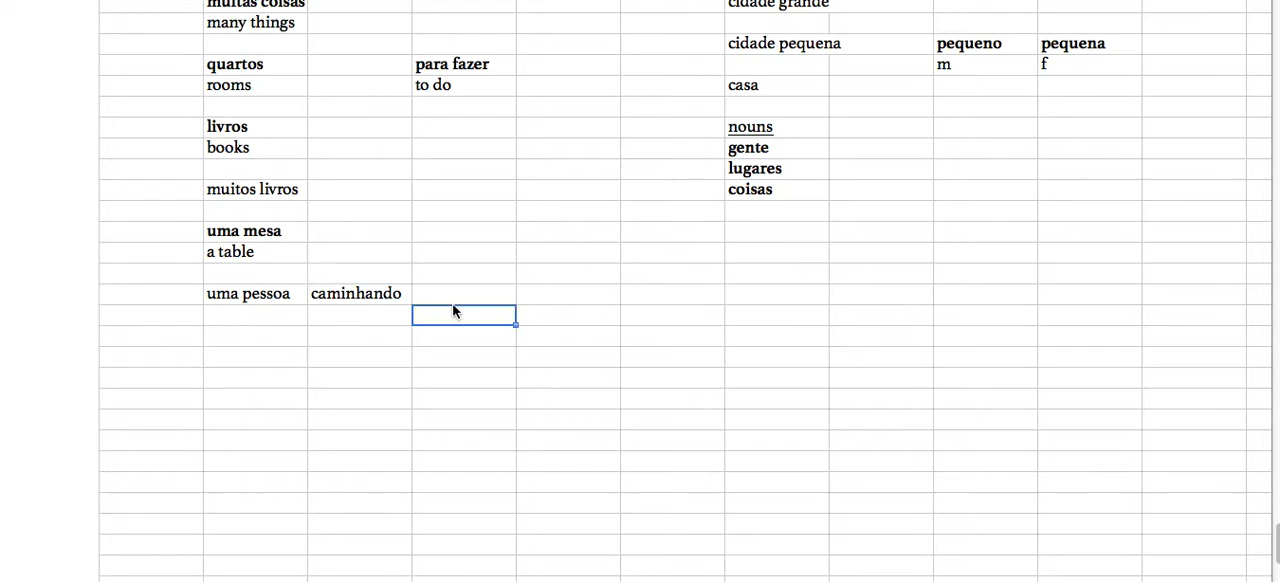 muitas coisas
cidade grande
many things
cidade pequena pequeno pequena
quartos para fazer m f
rooms to do casa
livros nouns
books gente
lugares
muitos livros coisas
uma mesa
a table
uma pessoa caminhando